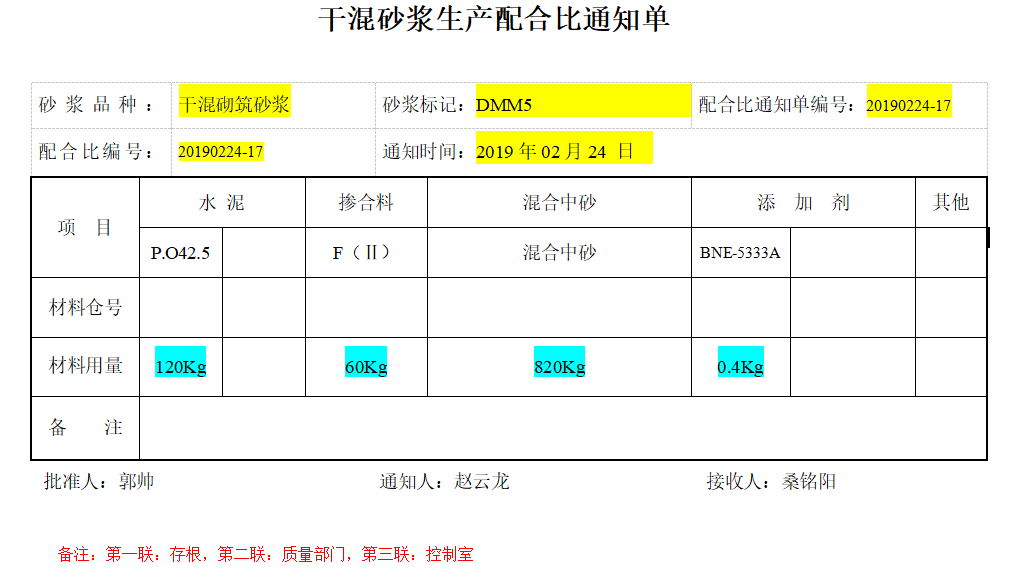 干混砂浆生产配合比通知单
砂 浆 品 种 ： 干混砌筑砂浆 砂浆标记：DMM5 配合比通知单编号：20190224-17
配合比编号： 20190224-17 通知时间：2019 年 02 月 24 日
项 目 水 泥 掺合料 混合中砂 添 加 剂 其他
P.O42.5 F（Ⅱ） 混合中砂 BNE-5333A
材料仓号
材料用量 120Kg 60Kg 820Kg 0.4Kg
备 注
批准人：郭帅 通知人：赵云龙 接收人：桑铭阳
备注：第一联：存根，第二联：质量部门，第三联：控制室